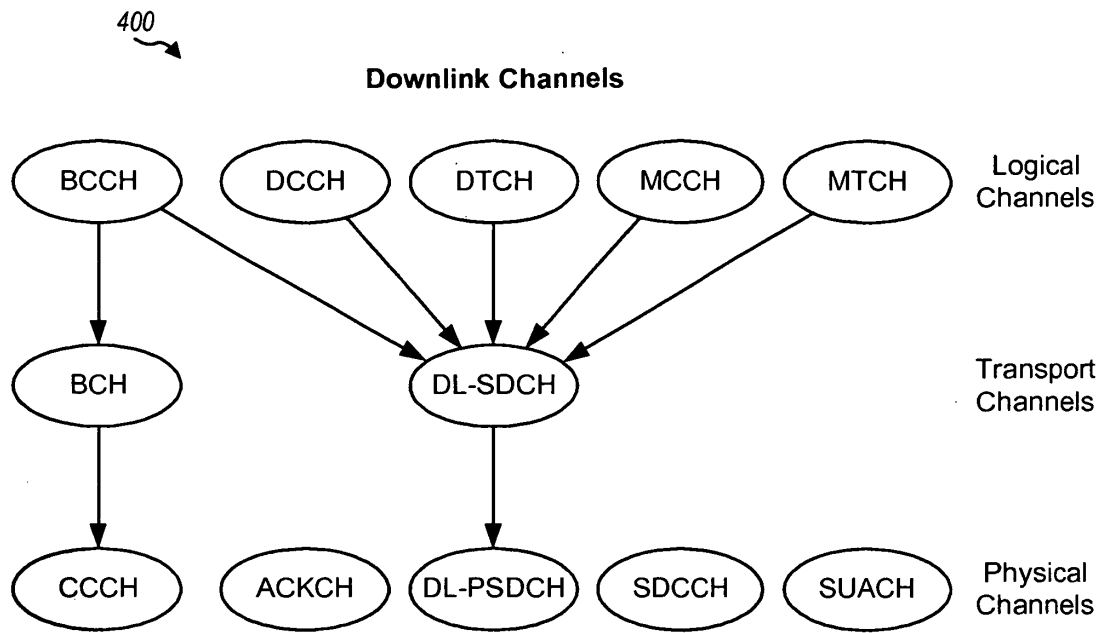 400
Downlink Channels
BCCH DCCH DTCH MCCH MTCH
Logical
Channels
BCH DL-SDCH
Transport
Channels
CCCH ACKCH DL-PSDCH SDCCH SUACH
Physical
Channels